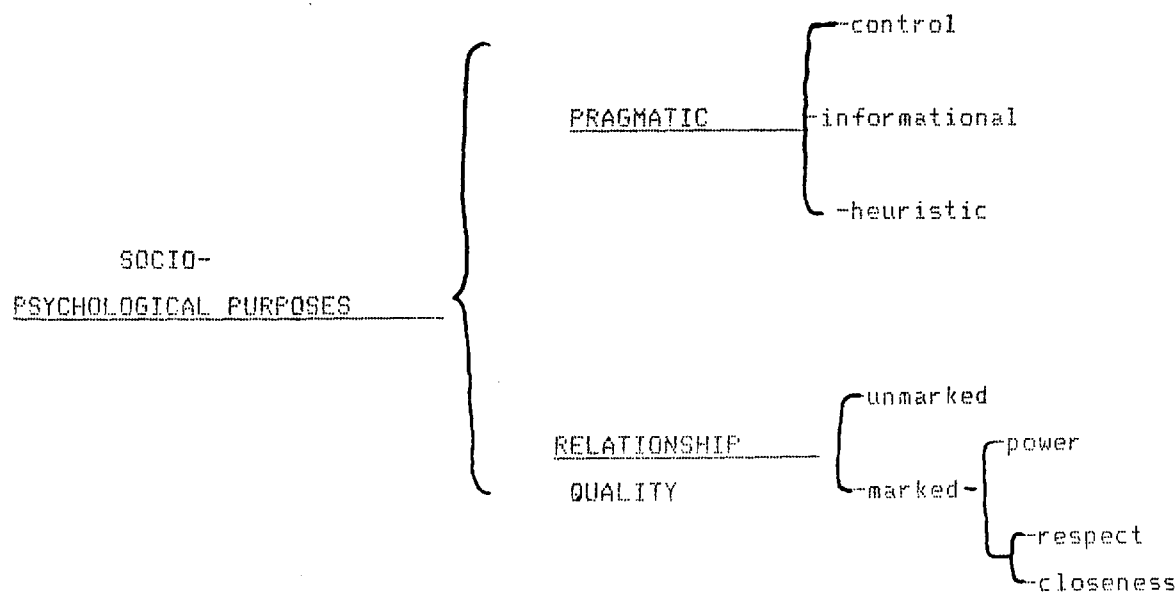 -control
PRAGMATIC
-informational
-heuristic
SOCIO-
PSYCHOLOGICAL PURPOSES
-unmarked
RELATIONSHIP
-power
QUALITY
-marked-
-respect
-closeness